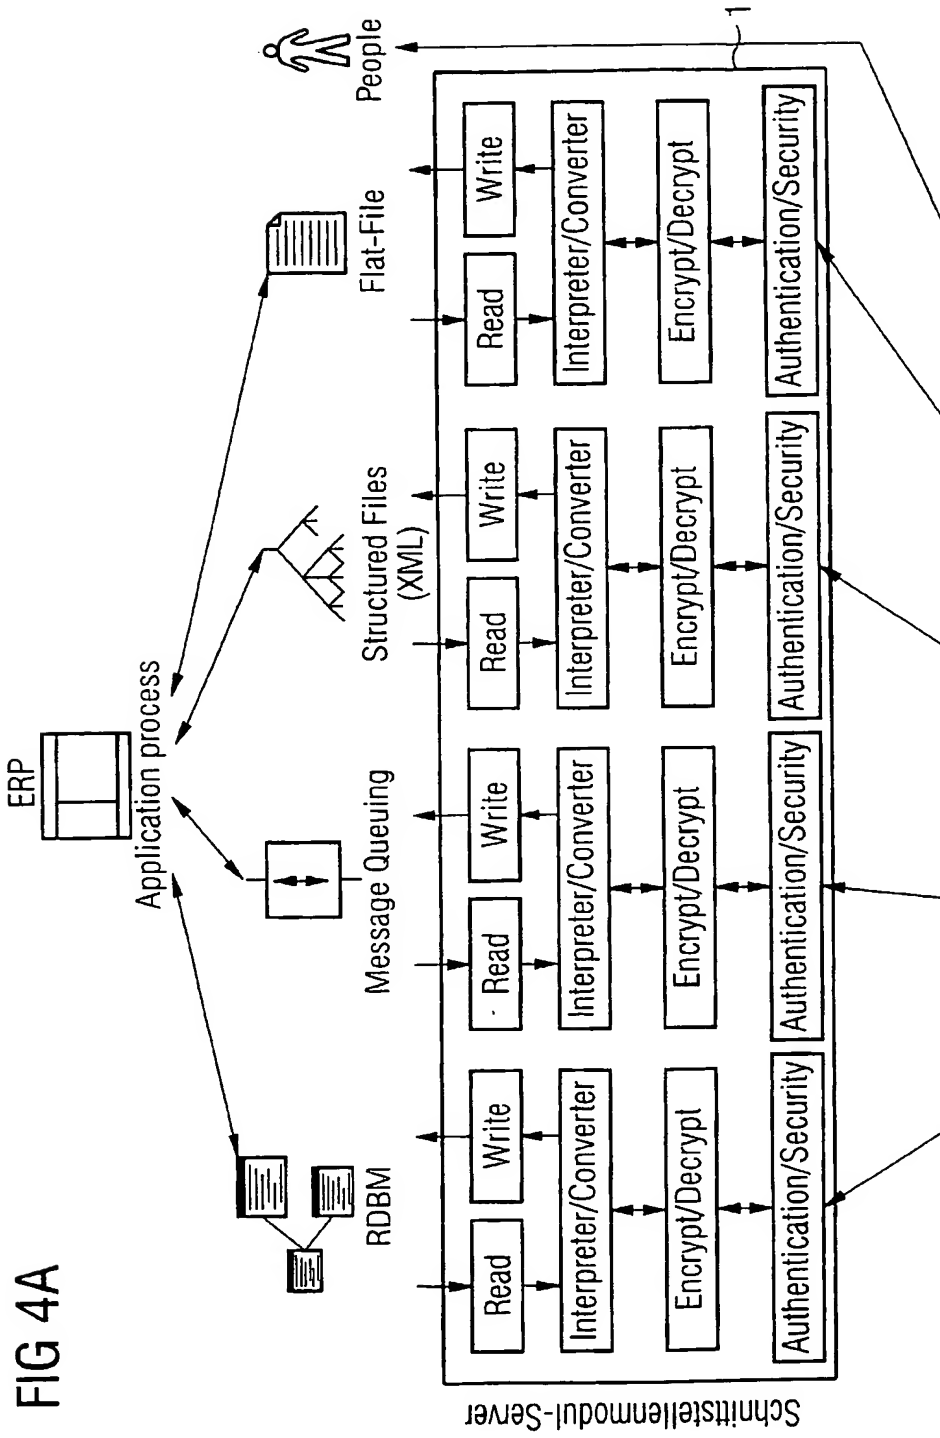 FIG 4A
ERP
Application process
RDBM
Message Queuing
Structured Files
(XML)
Flat-File
People
1
Read
Write
Read
Write
Read
Write
Read
Write
Interpreter/Converter
Interpreter/Converter
Interpreter/Converter
Interpreter/Converter
Encrypt/Decrypt
Encrypt/Decrypt
Encrypt/Decrypt
Encrypt/Decrypt
Authentication/Security
Authentication/Security
Authentication/Security
Authentication/Security
Schnittstellenmodul-Server